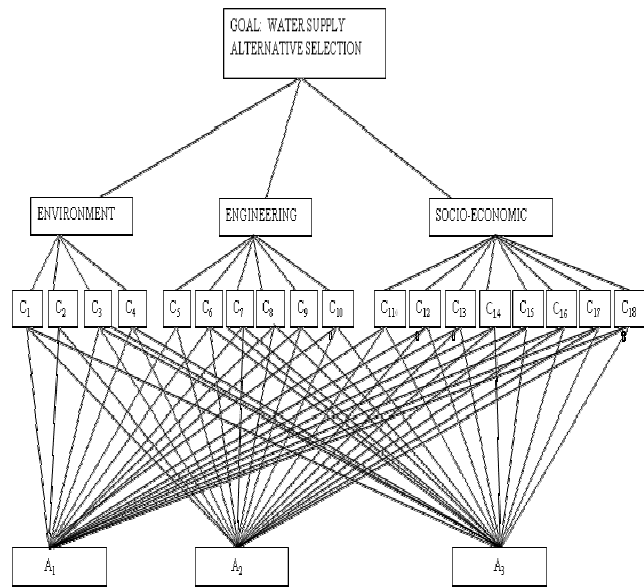 GOAL: WATER SUPPLY
ALTERNATIVE SELECTION
ENVIRONMENT
ENGINEERING
SOCIO-ECONOMIC
C1 C2 C3 C4 C5 C6 C7 C8 C9 C10 C11 C12 C13 C14 C15 C16 C17 C18
A1 A2 A3